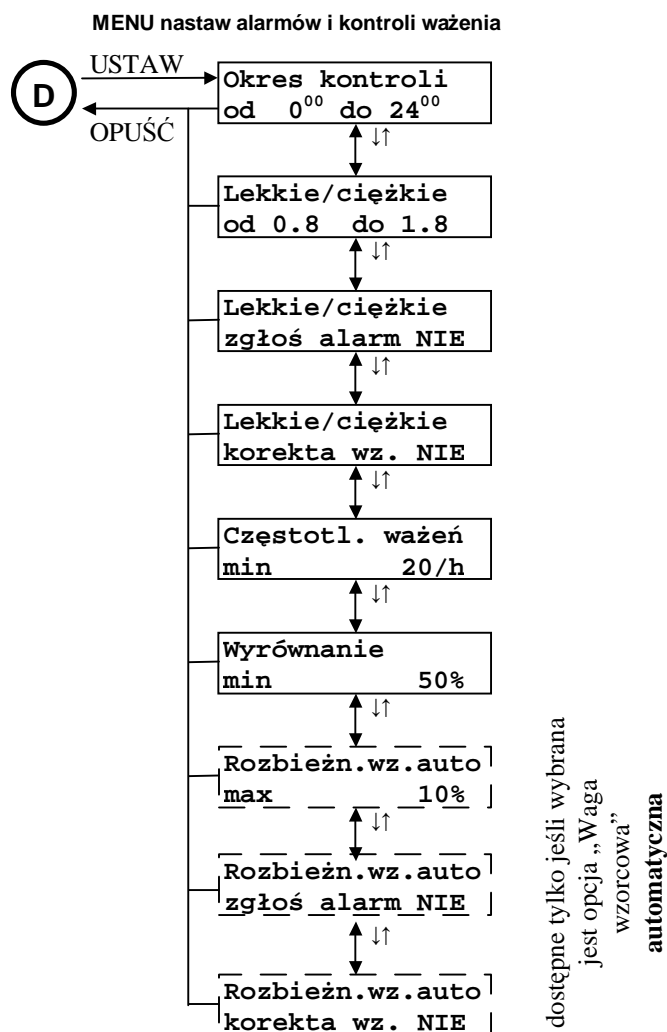 MENU nastaw alarmów i kontroli ważenia
USTAW
D
OPUŚĆ
Okres kontroli
od 0⁰⁰ do 24⁰⁰
↓↑
Lekkie/ciężkie
od 0.8 do 1.8
↓↑
Lekkie/ciężkie
zgłoś alarm NIE
↓↑
Lekkie/ciężkie
korekta wz. NIE
↓↑
Częstotl. ważeń
min 20/h
↓↑
Wyrównanie
min 50%
↓↑
Rozbieżn.wz.auto
max 10%
↓↑
Rozbieżn.wz.auto
zgłoś alarm NIE
↓↑
Rozbieżn.wz.auto
korekta wz. NIE
dostępne tylko jeśli wybrana
jest opcja „Waga
wzorcowa”
automatyczna